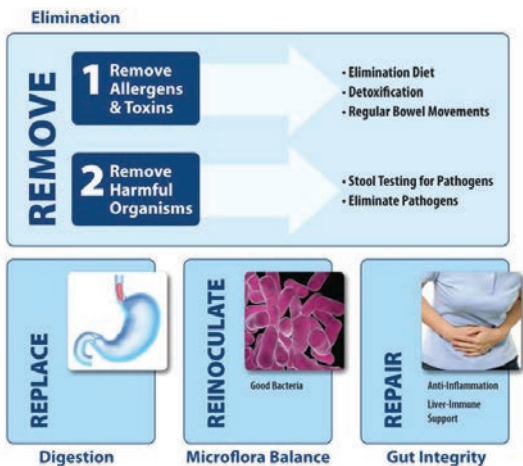 Elimination
REMOVE
1 Remove
Allergens
& Toxins
• Elimination Diet
• Detoxification
• Regular Bowel Movements
2 Remove
Harmful
Organisms
• Stool Testing for Pathogens
• Eliminate Pathogens
REPLACE
Digestion
REINOCULATE
Good Bacteria
Microflora Balance
REPAIR
Anti-Inflammation
Liver-Immune
Support
Gut Integrity